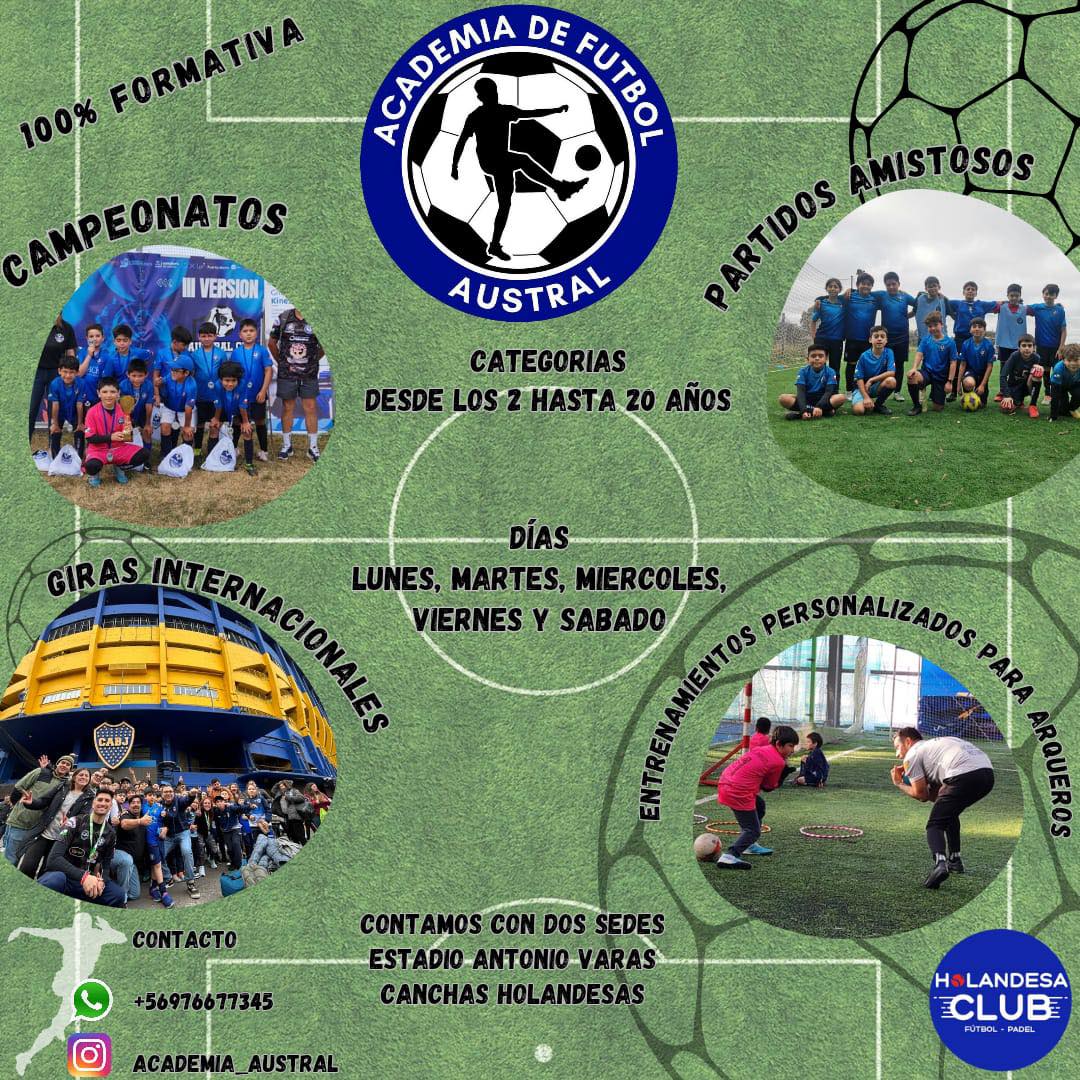 100% FORMATIVA
ACADEMIA DE FUTBOL
AUSTRAL
CAMPEONATOS
III VERSION
PARTIDOS AMISTOSOS
CATEGORIAS
DESDE LOS 2 HASTA 20 AÑOS
DÍAS
LUNES, MARTES, MIERCOLES,
VIERNES Y SABADO
GIRAS INTERNACIONALES
CABJ
ENTRENAMIENTOS PERSONALIZADOS PARA ARQUEROS
CONTAMOS CON DOS SEDES
ESTADIO ANTONIO VARAS
CANCHAS HOLANDESAS
CONTACTO
+56976677345
ACADEMIA_AUSTRAL
HOLANDESA
CLUB
FÚTBOL - PADEL